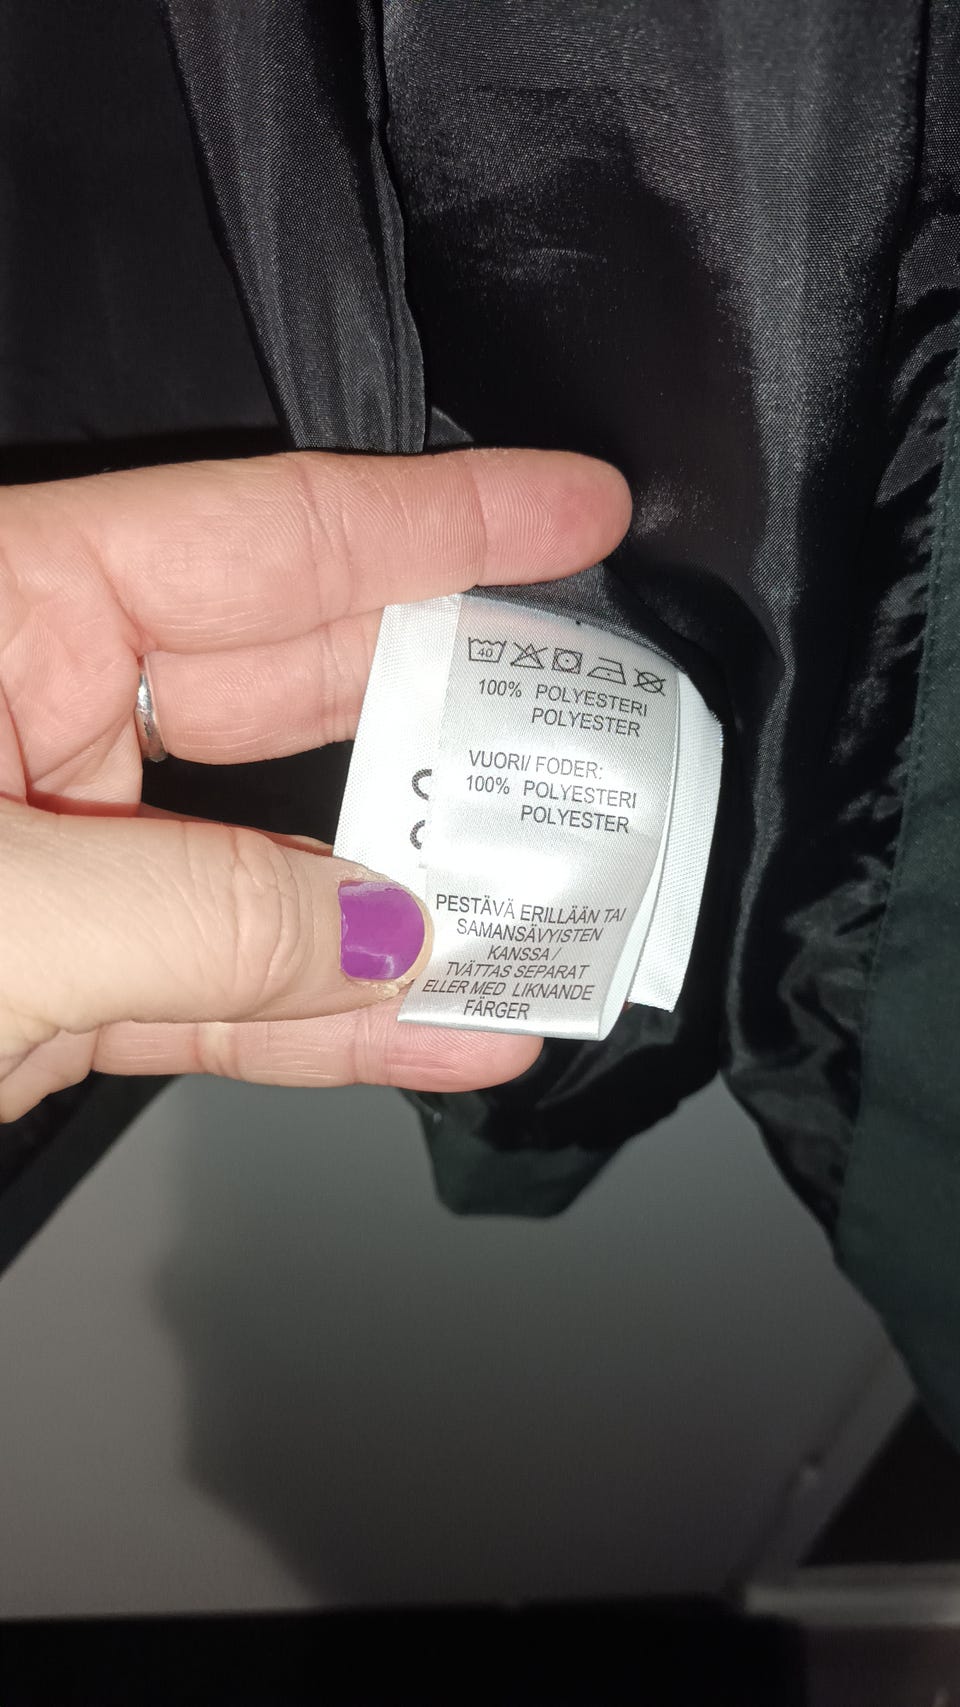 40
100% POLYESTERI
POLYESTER
VUORI/ FODER:
100% POLYESTERI
POLYESTER
PESTÄVÄ ERILLÄÄN TAI
SAMANSÄVYISTEN
KANSSA /
TVÄTTAS SEPARAT
ELLER MED LIKNANDE
FÄRGER